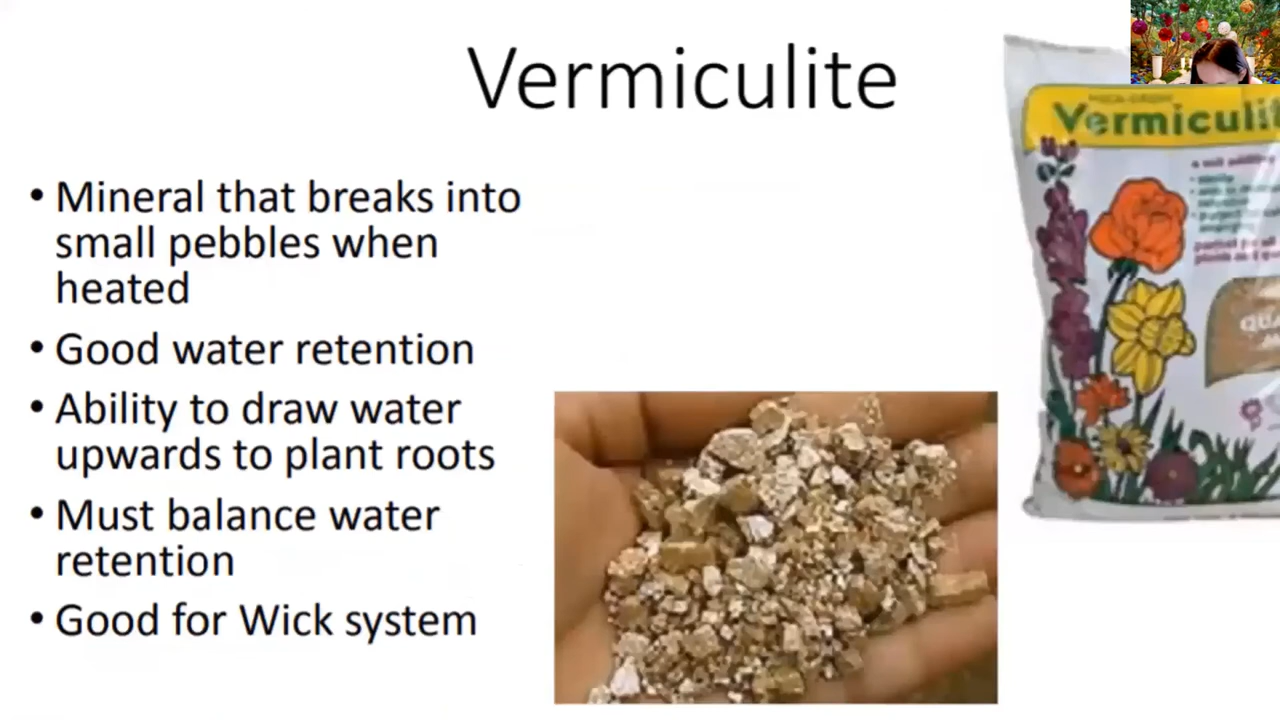 Vermiculite
• Mineral that breaks into
small pebbles when
heated
• Good water retention
• Ability to draw water
upwards to plant roots
• Must balance water
retention
• Good for Wick system
Vermiculit